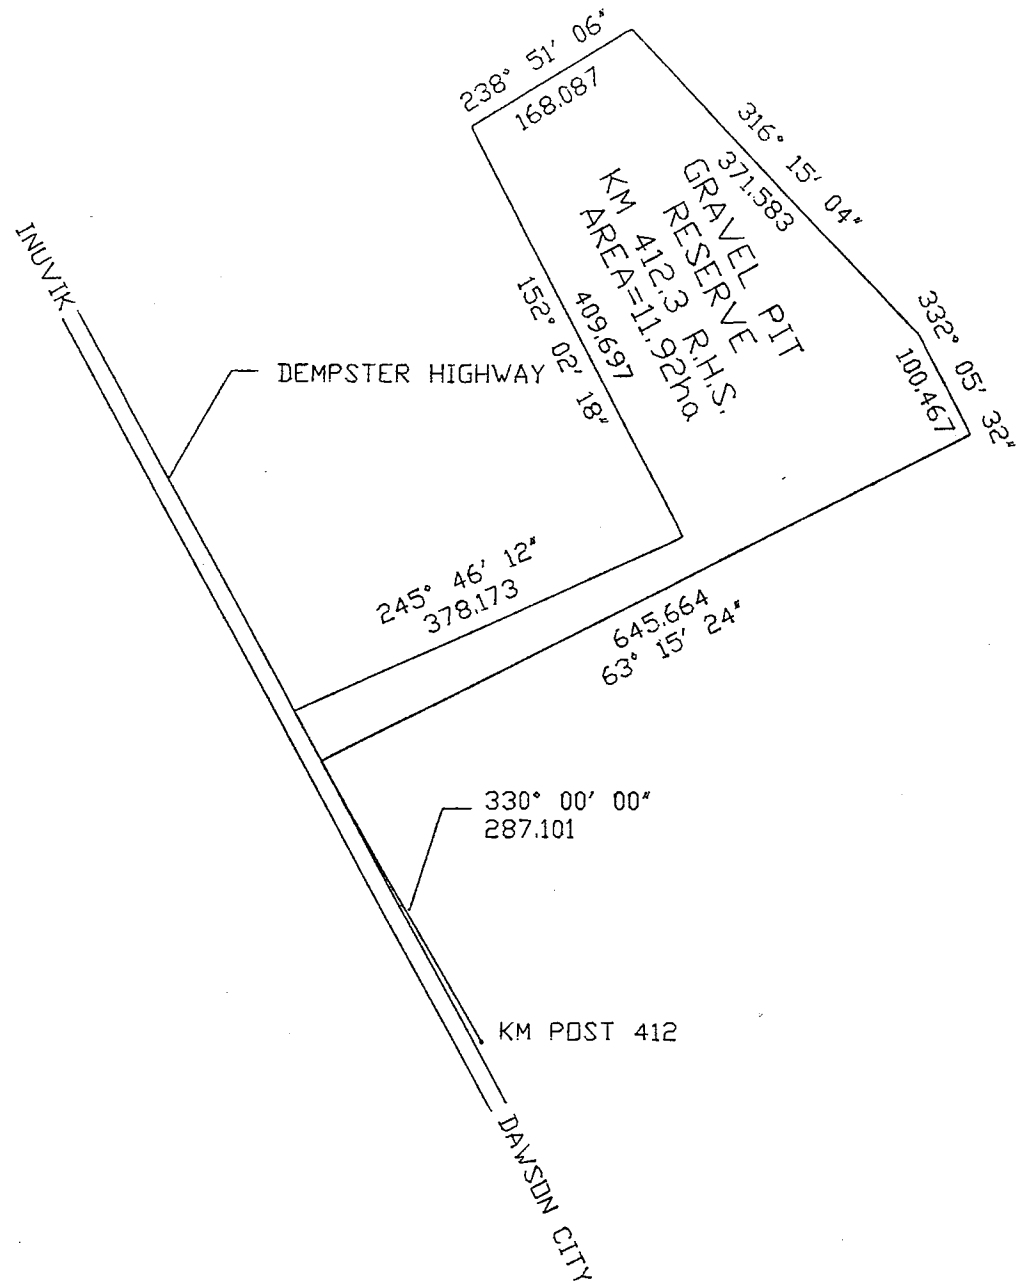 238° 51' 06"
168.087
316° 15' 04"
371.583
GRAVEL PIT
RESERVE
KM 412.3 R.H.S.
AREA=11.92ha
INUVIK
152° 02' 18"
409.697
332° 05' 32"
100.467
DEMPSTER HIGHWAY
245° 46' 12"
378.173
645.664
63° 15' 24"
330° 00' 00"
287.101
KM POST 412
DAWSON CITY